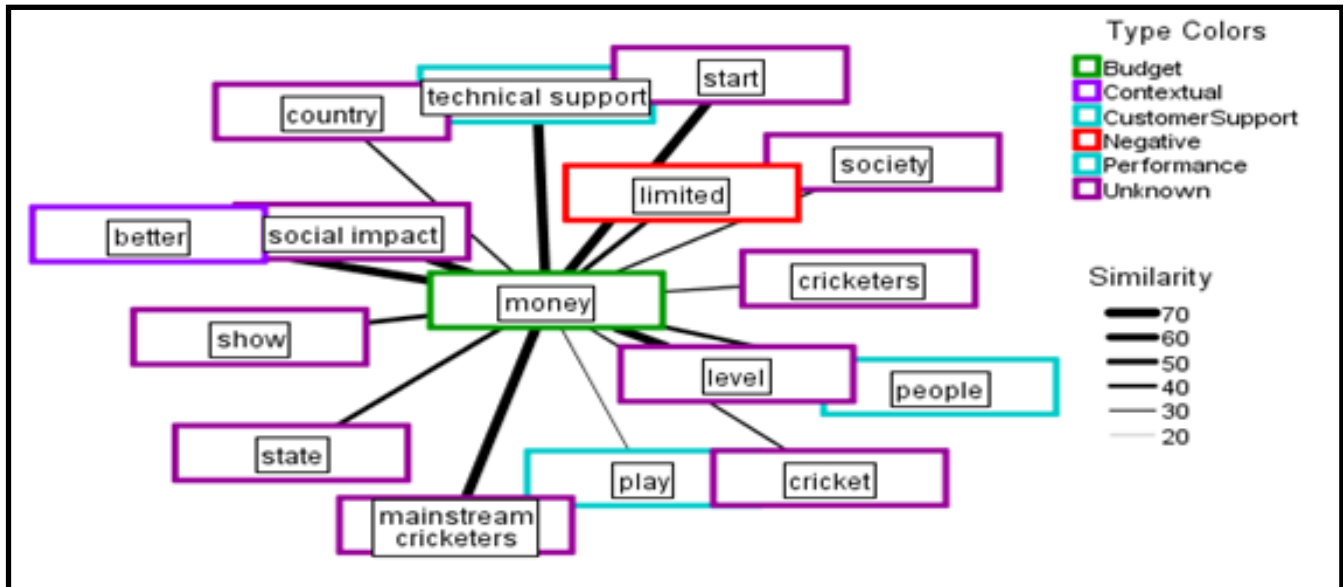 Type Colors
Budget
Contextual
CustomerSupport
Negative
Performance
Unknown
Similarity
70
60
50
40
30
20
start
technical support
country
society
limited
better
social impact
cricketers
money
show
level
people
state
play
cricket
mainstream
cricketers